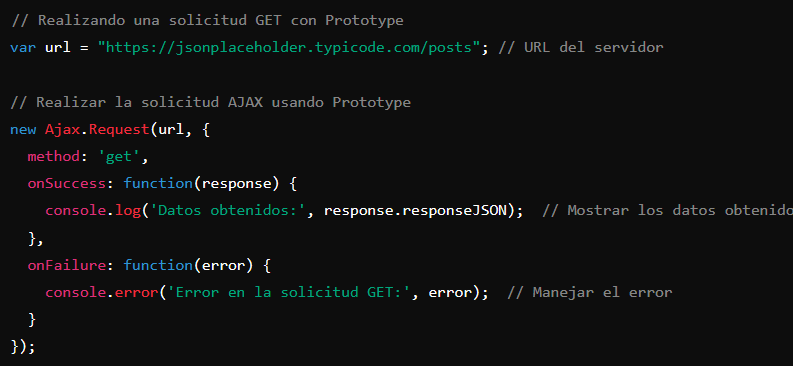 // Realizando una solicitud GET con Prototype
var url = "https://jsonplaceholder.typicode.com/posts"; // URL del servidor
// Realizar la solicitud AJAX usando Prototype
new Ajax.Request(url, {
  method: 'get',
  onSuccess: function(response) {
    console.log('Datos obtenidos:', response.responseJSON);  // Mostrar los datos obtenido
  },
  onFailure: function(error) {
    console.error('Error en la solicitud GET:', error);  // Manejar el error
  }
});